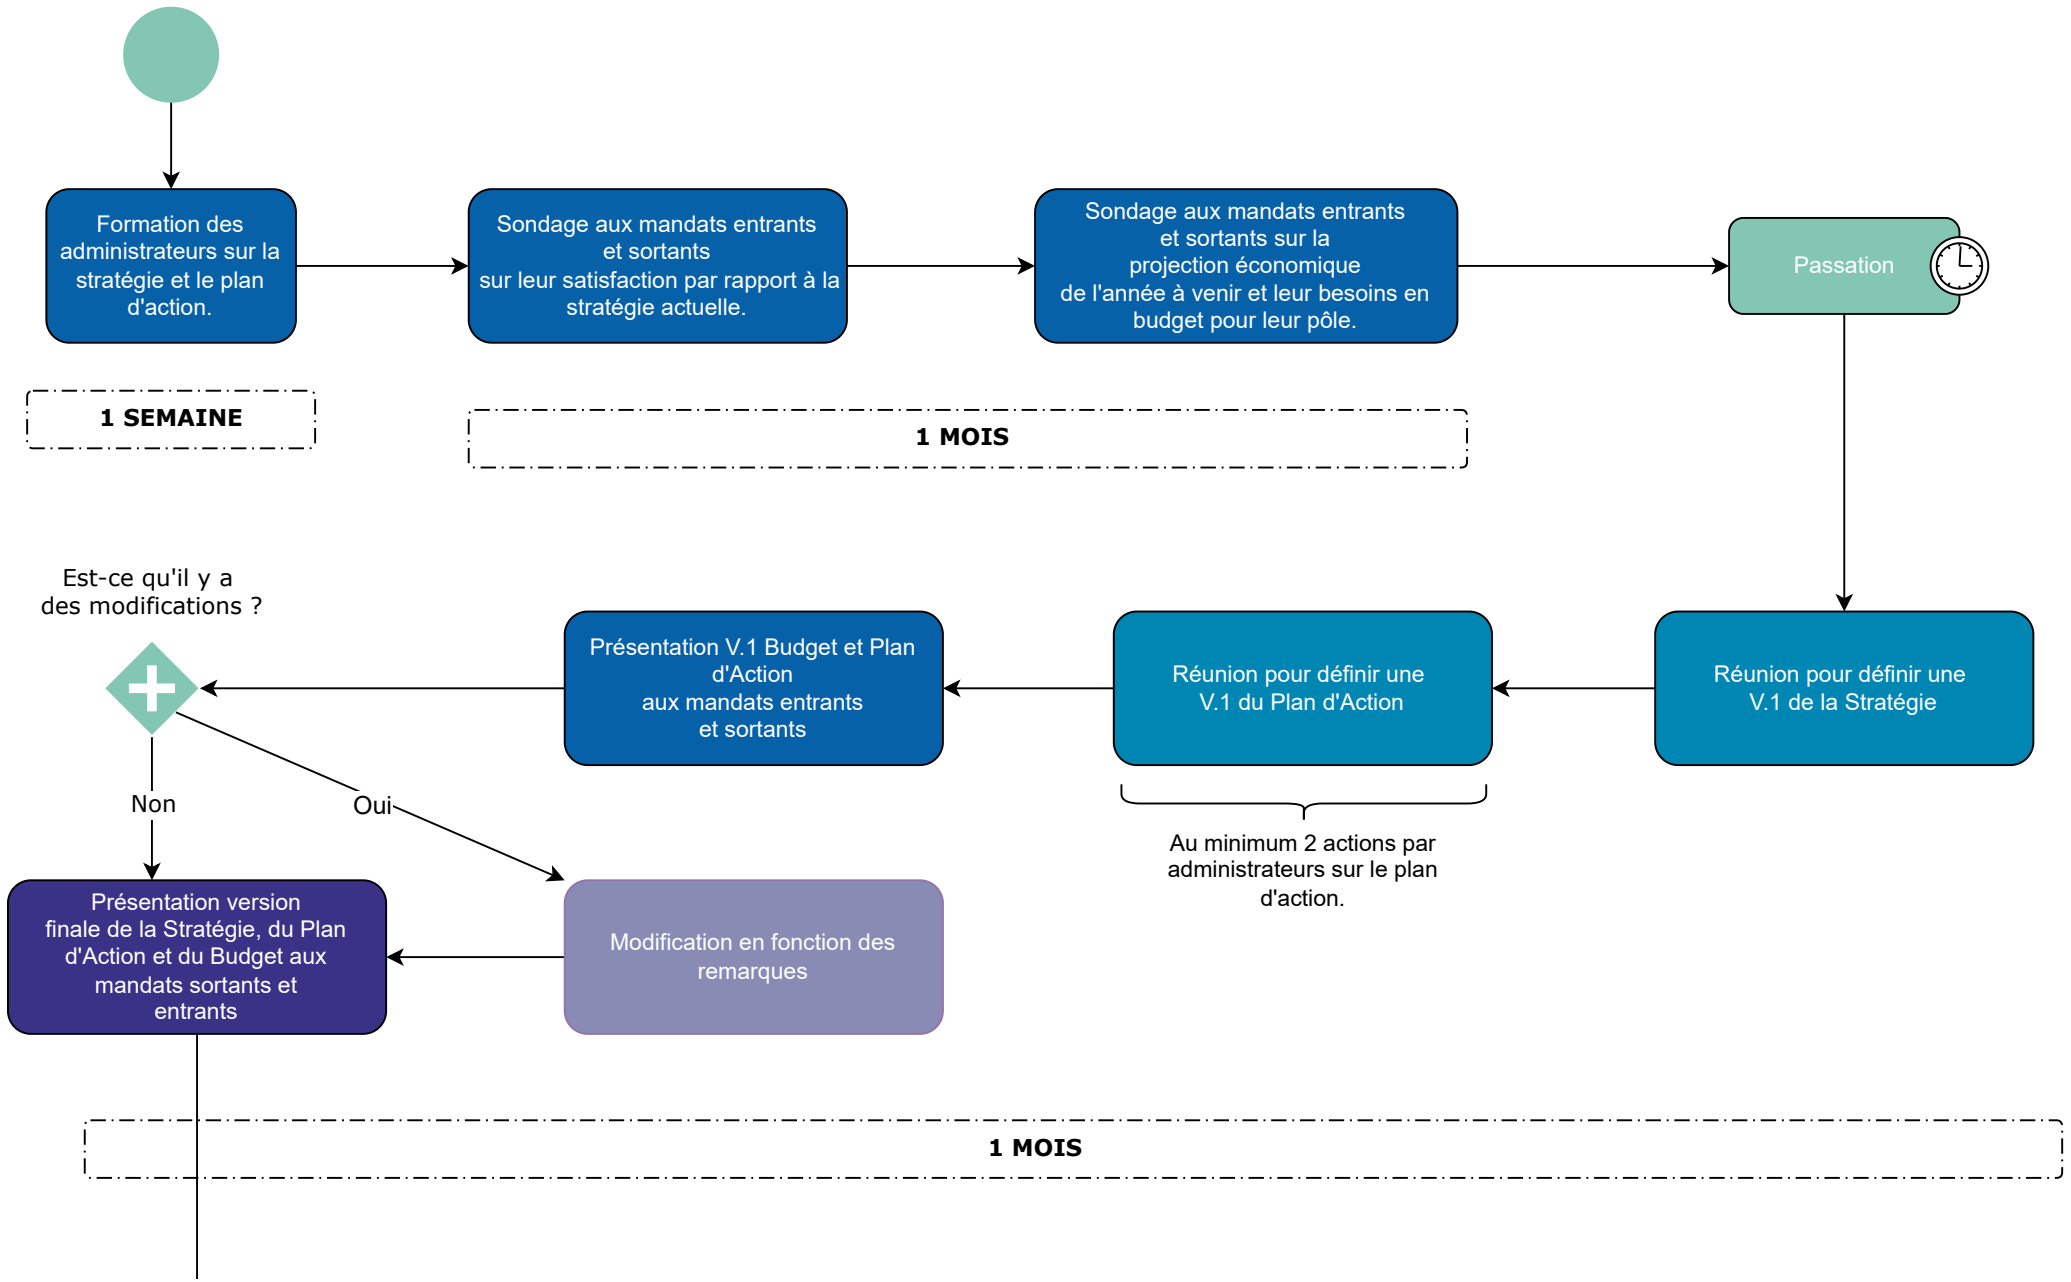 Formation des
administrateurs sur la
stratégie et le plan
d'action.
Sondage aux mandats entrants
et sortants
sur leur satisfaction par rapport à la
stratégie actuelle.
Sondage aux mandats entrants
et sortants sur la
projection économique
de l'année à venir et leur besoins en
budget pour leur pôle.
Passation
1 SEMAINE
1 MOIS
Réunion pour définir une
V.1 de la Stratégie
Réunion pour définir une
V.1 du Plan d'Action
Au minimum 2 actions par
administrateurs sur le plan
d'action.
Présentation V.1 Budget et Plan
d'Action
aux mandats entrants
et sortants
Est-ce qu'il y a
des modifications ?
Non
Oui
Modification en fonction des
remarques
Présentation version
finale de la Stratégie, du Plan
d'Action et du Budget aux
mandats sortants et
entrants
1 MOIS